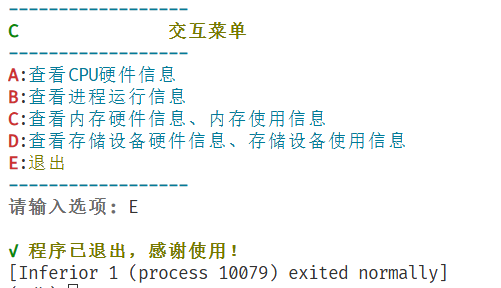 ------------------
C 交互菜单
------------------
A:查看CPU硬件信息
B:查看进程运行信息
C:查看内存硬件信息、内存使用信息
D:查看存储设备硬件信息、存储设备使用信息
E:退出
------------------
请输入选项: E
√ 程序已退出，感谢使用!
[Inferior 1 (process 10079) exited normally]